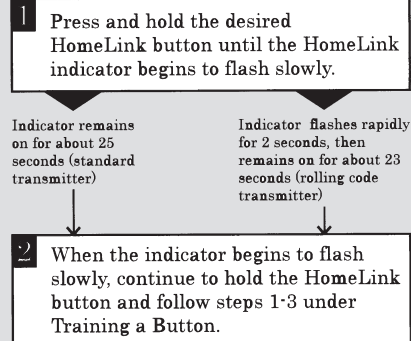 1
Press and hold the desired
HomeLink button until the HomeLink
indicator begins to flash slowly.
Indicator remains
on for about 25
seconds (standard
transmitter)
Indicator flashes rapidly
for 2 seconds, then
remains on for about 23
seconds (rolling code
transmitter)
2
When the indicator begins to flash
slowly, continue to hold the HomeLink
button and follow steps 1-3 under
Training a Button.